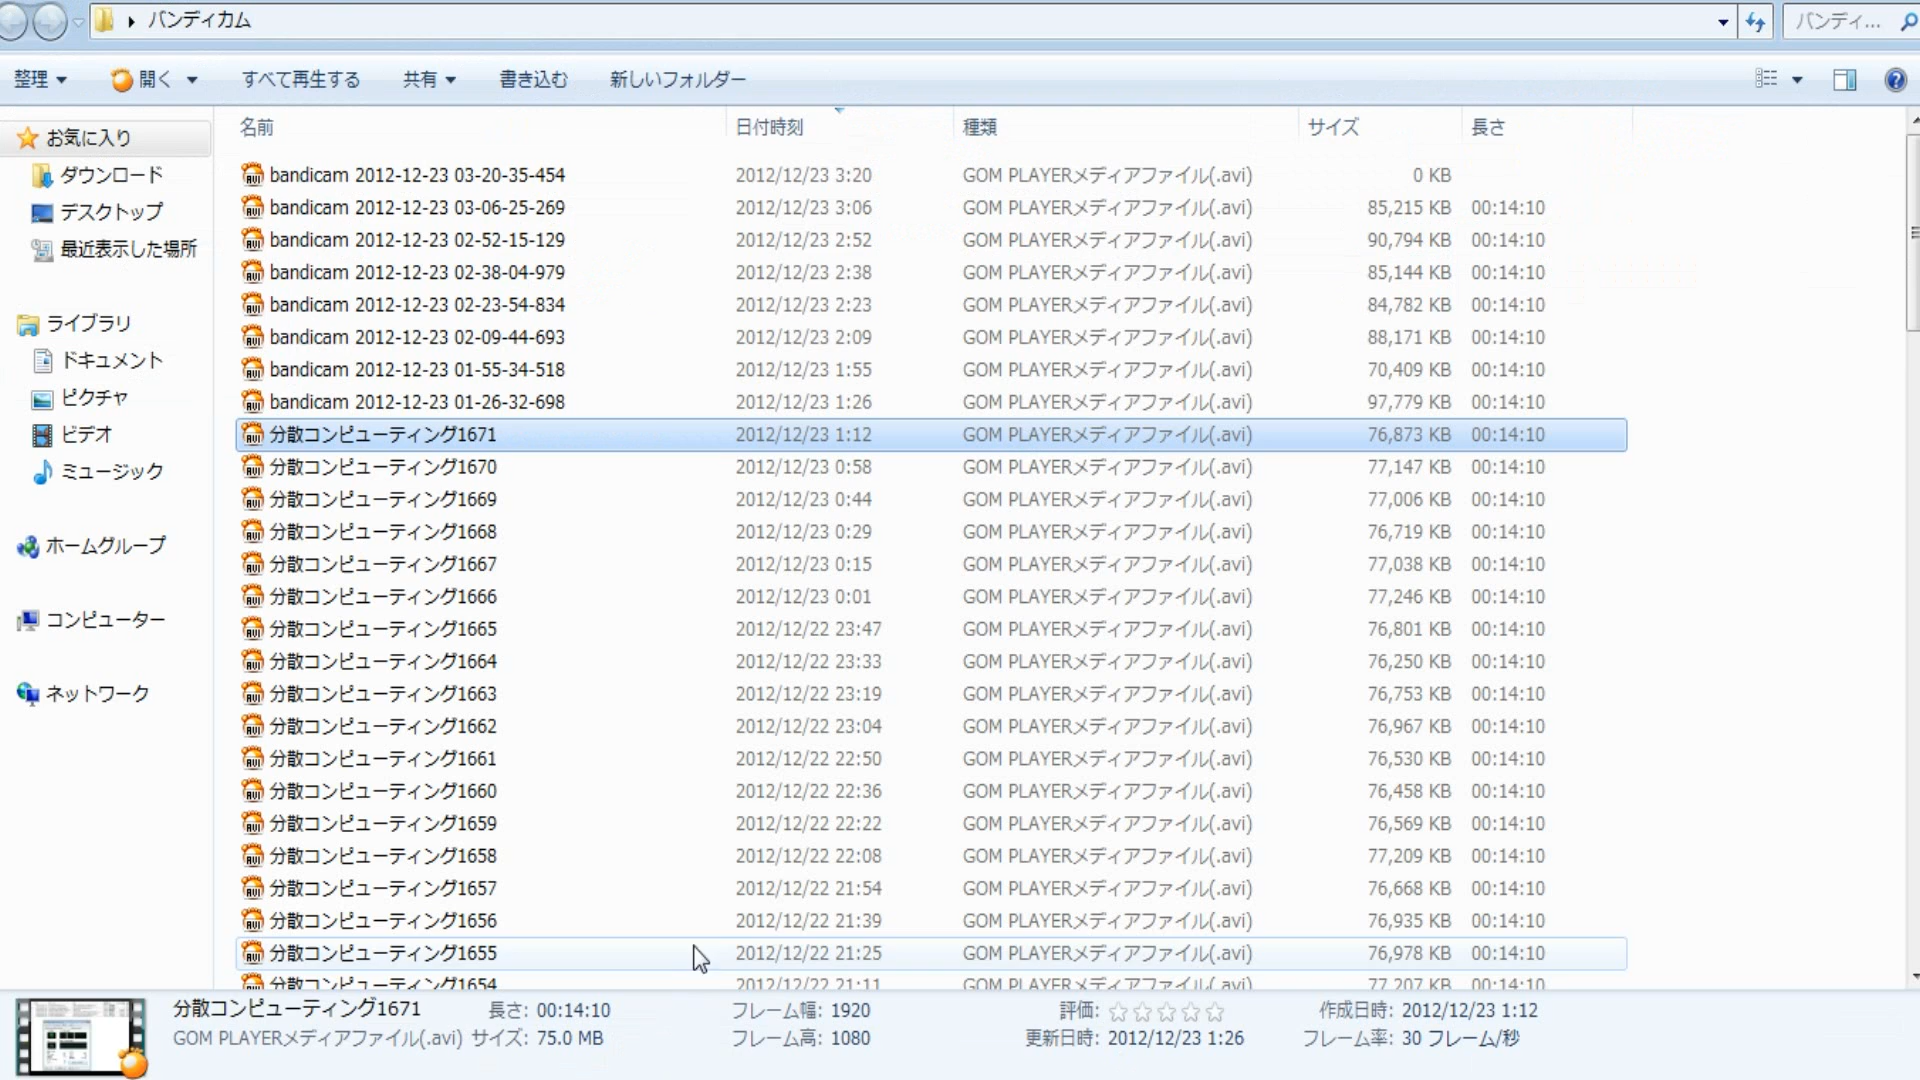 バンディカム
バンディ...
整理 開く すべて再生する 共有 書き込む 新しいフォルダー
名前 日付時刻 種類 サイズ 長さ
お気に入り
ダウンロード
デスクトップ
最近表示した場所
ライブラリ
ドキュメント
ピクチャ
ビデオ
ミュージック
ホームグループ
コンピューター
ネットワーク
bandicam 2012-12-23 03-20-35-454 2012/12/23 3:20 GOM PLAYERメディアファイル(.avi) 0 KB
bandicam 2012-12-23 03-06-25-269 2012/12/23 3:06 GOM PLAYERメディアファイル(.avi) 85,215 KB 00:14:10
bandicam 2012-12-23 02-52-15-129 2012/12/23 2:52 GOM PLAYERメディアファイル(.avi) 90,794 KB 00:14:10
bandicam 2012-12-23 02-38-04-979 2012/12/23 2:38 GOM PLAYERメディアファイル(.avi) 85,144 KB 00:14:10
bandicam 2012-12-23 02-23-54-834 2012/12/23 2:23 GOM PLAYERメディアファイル(.avi) 84,782 KB 00:14:10
bandicam 2012-12-23 02-09-44-693 2012/12/23 2:09 GOM PLAYERメディアファイル(.avi) 88,171 KB 00:14:10
bandicam 2012-12-23 01-55-34-518 2012/12/23 1:55 GOM PLAYERメディアファイル(.avi) 70,409 KB 00:14:10
bandicam 2012-12-23 01-26-32-698 2012/12/23 1:26 GOM PLAYERメディアファイル(.avi) 97,779 KB 00:14:10
分散コンピューティング1671 2012/12/23 1:12 GOM PLAYERメディアファイル(.avi) 76,873 KB 00:14:10
分散コンピューティング1670 2012/12/23 0:58 GOM PLAYERメディアファイル(.avi) 77,147 KB 00:14:10
分散コンピューティング1669 2012/12/23 0:44 GOM PLAYERメディアファイル(.avi) 77,006 KB 00:14:10
分散コンピューティング1668 2012/12/23 0:29 GOM PLAYERメディアファイル(.avi) 76,719 KB 00:14:10
分散コンピューティング1667 2012/12/23 0:15 GOM PLAYERメディアファイル(.avi) 77,038 KB 00:14:10
分散コンピューティング1666 2012/12/23 0:01 GOM PLAYERメディアファイル(.avi) 77,246 KB 00:14:10
分散コンピューティング1665 2012/12/22 23:47 GOM PLAYERメディアファイル(.avi) 76,801 KB 00:14:10
分散コンピューティング1664 2012/12/22 23:33 GOM PLAYERメディアファイル(.avi) 76,250 KB 00:14:10
分散コンピューティング1663 2012/12/22 23:19 GOM PLAYERメディアファイル(.avi) 76,753 KB 00:14:10
分散コンピューティング1662 2012/12/22 23:04 GOM PLAYERメディアファイル(.avi) 76,967 KB 00:14:10
分散コンピューティング1661 2012/12/22 22:50 GOM PLAYERメディアファイル(.avi) 76,530 KB 00:14:10
分散コンピューティング1660 2012/12/22 22:36 GOM PLAYERメディアファイル(.avi) 76,458 KB 00:14:10
分散コンピューティング1659 2012/12/22 22:22 GOM PLAYERメディアファイル(.avi) 76,569 KB 00:14:10
分散コンピューティング1658 2012/12/22 22:08 GOM PLAYERメディアファイル(.avi) 77,209 KB 00:14:10
分散コンピューティング1657 2012/12/22 21:54 GOM PLAYERメディアファイル(.avi) 76,668 KB 00:14:10
分散コンピューティング1656 2012/12/22 21:39 GOM PLAYERメディアファイル(.avi) 76,935 KB 00:14:10
分散コンピューティング1655 2012/12/22 21:25 GOM PLAYERメディアファイル(.avi) 76,978 KB 00:14:10
分散コンピューティング1654 2012/12/22 21:11 GOM PLAYERメディアファイル(.avi) 77,207 KB 00:14:10
分散コンピューティング1671 長さ: 00:14:10 フレーム幅: 1920 評価: 作成日時: 2012/12/23 1:12
GOM PLAYERメディアファイル(.avi) サイズ: 75.0 MB フレーム高: 1080 更新日時: 2012/12/23 1:26 フレーム率: 30 フレーム/秒